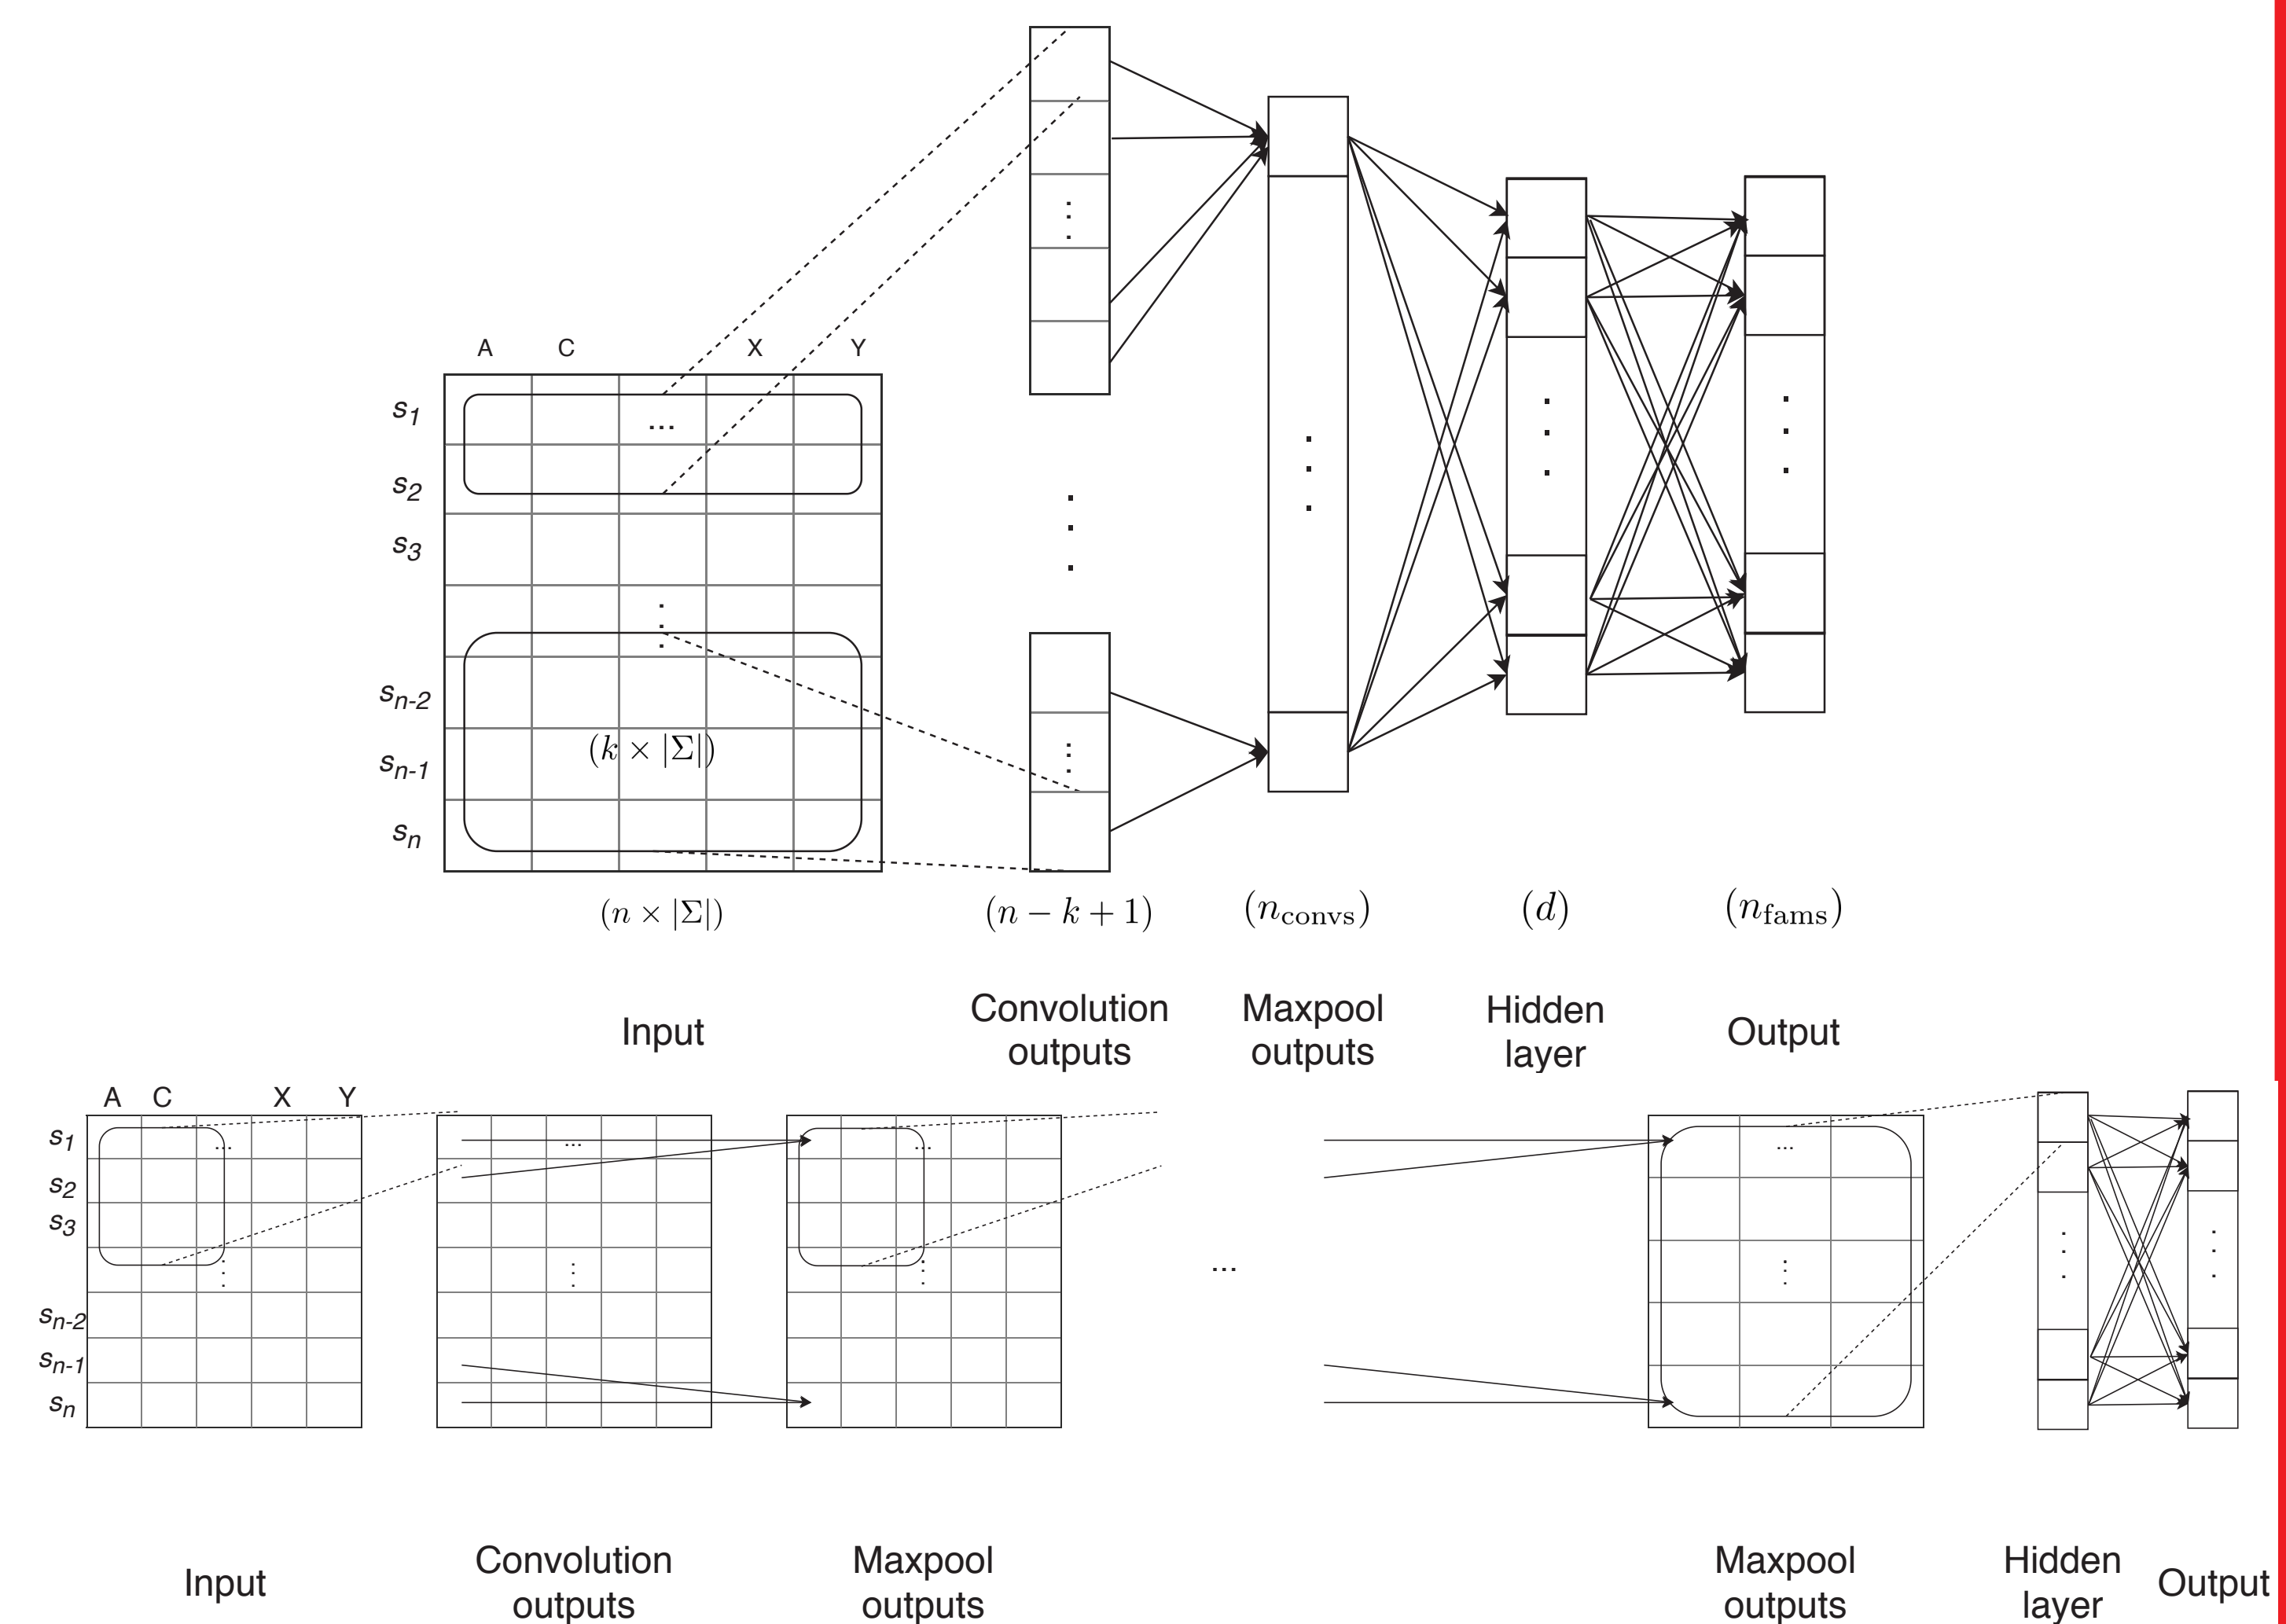 A C X Y
s1
...
s2
s3
sn-2
(k × |Σ|)
sn-1
sn
(n × |Σ|) (n − k + 1) (nconvs) (d) (nfams)
Input
Convolution
outputs
Maxpool
outputs
Hidden
layer
Output
A C X Y
s1
s2
s3
sn-2
sn-1
sn
... ... ... ... ...
Input
Convolution
outputs
Maxpool
outputs
Maxpool
outputs
Hidden
layer
Output